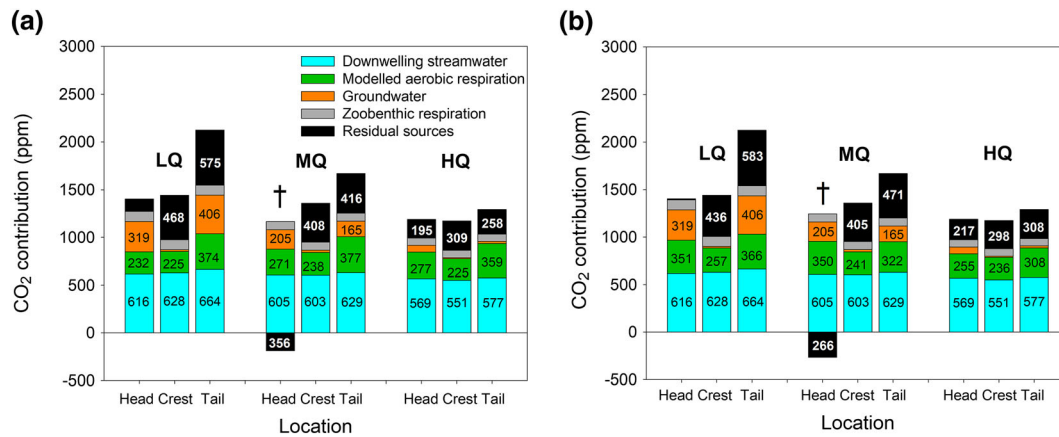 (a)
CO2 contribution (ppm)
3000
2500
2000
1500
1000
500
0
-500
Downwelling streamwater
Modelled aerobic respiration
Groundwater
Zoobenthic respiration
Residual sources
LQ
MQ
HQ
†
575
468 406 416
319 408 205 165 195 309 258
232 225 374 271 238 377 277 225 359
616 628 664 605 603 629 569 551 577
356
Head Crest Tail Head Crest Tail Head Crest Tail
Location
(b)
CO2 contribution (ppm)
3000
2500
2000
1500
1000
500
0
-500
LQ
MQ
HQ
†
583
436 406 471
319 405 205 165 217 298 308
351 257 366 350 241 322 255 236 308
616 628 664 605 603 629 569 551 577
266
Head Crest Tail Head Crest Tail Head Crest Tail
Location